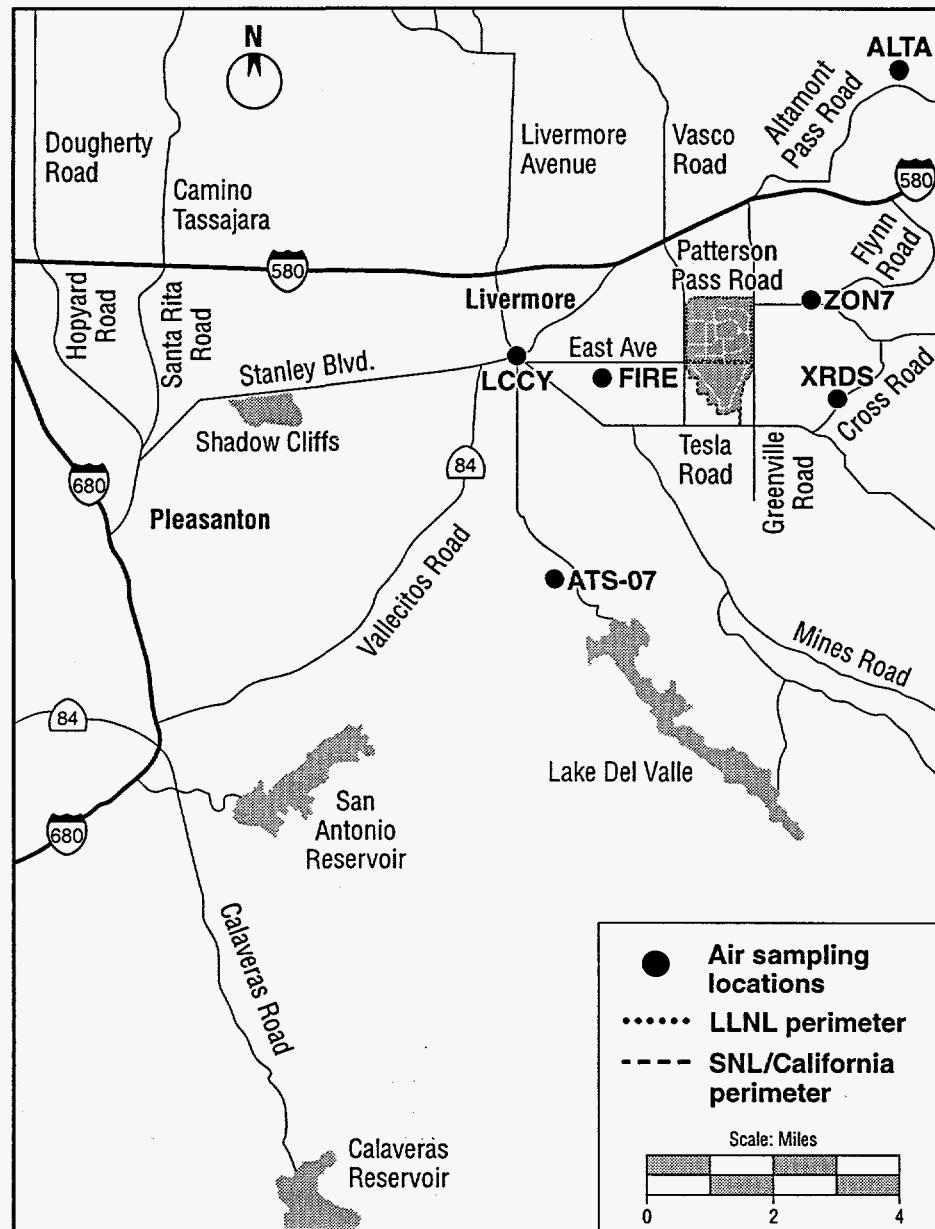 N
ALTA
Altamont
Pass Road
Dougherty
Road
Livermore
Avenue
Vasco
Road
Camino
Tassajara
580
580
Patterson
Pass Road
Flynn
Road
Hopyard
Road
Santa Rita
Road
Livermore
ZON7
Stanley Blvd.
East Ave
LCCY
FIRE
XRDS
Cross Road
Shadow Cliffs
Tesla
Road
Greenville
Road
84
680
Pleasanton
Vallecitos Road
ATS-07
Mines Road
84
Lake Del Valle
San
Antonio
Reservoir
680
Calaveras Road
Calaveras
Reservoir
Air sampling
locations
LLNL perimeter
SNL/California
perimeter
Scale: Miles
0 2 4